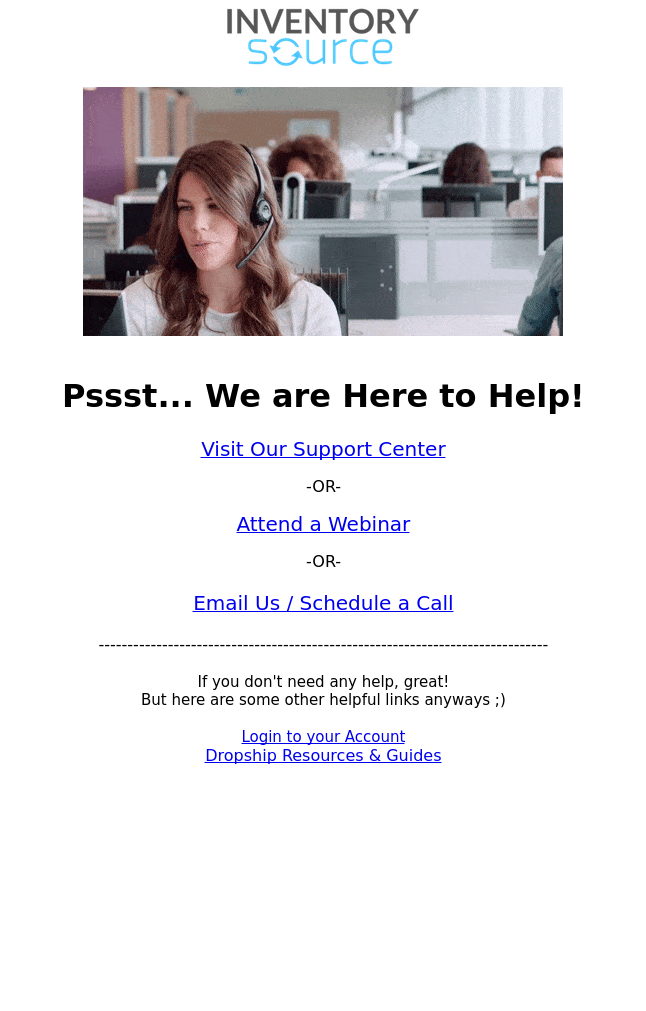 INVENTORY
source
Pssst... We are Here to Help!
Visit Our Support Center
-OR-
Attend a Webinar
-OR-
Email Us / Schedule a Call
------------------------------------------------------------------------------
If you don't need any help, great!
But here are some other helpful links anyways ;)
Login to your Account
Dropship Resources & Guides